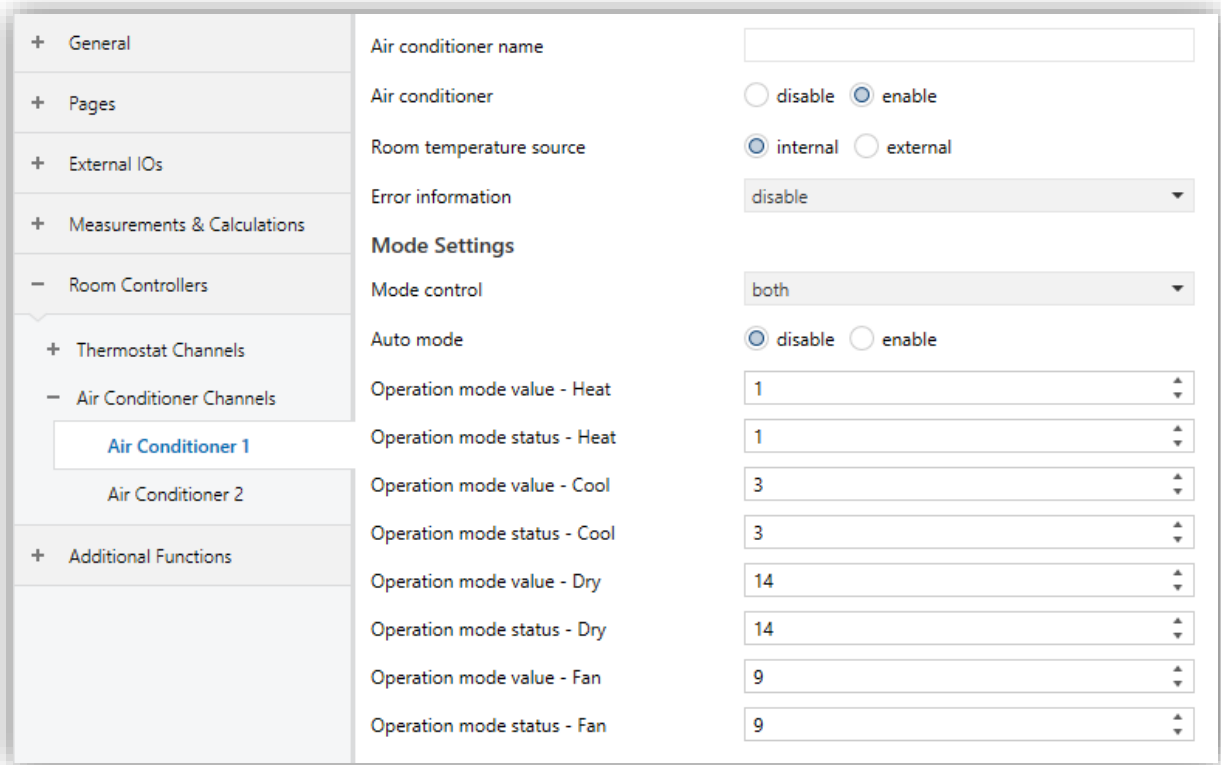 General
Pages
External IOs
Measurements & Calculations
Room Controllers
Thermostat Channels
Air Conditioner Channels
Air Conditioner 1
Air Conditioner 2
Additional Functions
Air conditioner name
Air conditioner disable enable
Room temperature source internal external
Error information disable
Mode Settings
Mode control both
Auto mode disable enable
Operation mode value - Heat 1
Operation mode status - Heat 1
Operation mode value - Cool 3
Operation mode status - Cool 3
Operation mode value - Dry 14
Operation mode status - Dry 14
Operation mode value - Fan 9
Operation mode status - Fan 9